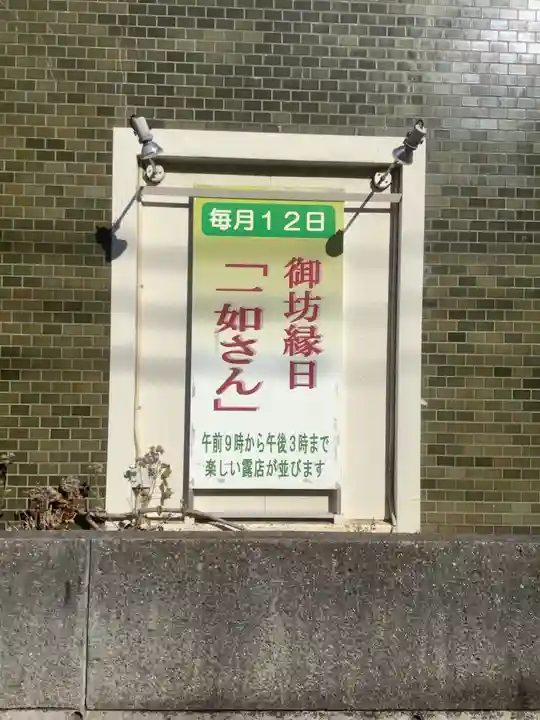 毎月12日
御坊縁日
「一如さん」
午前9時から午後3時まで
楽しい露店が並びます